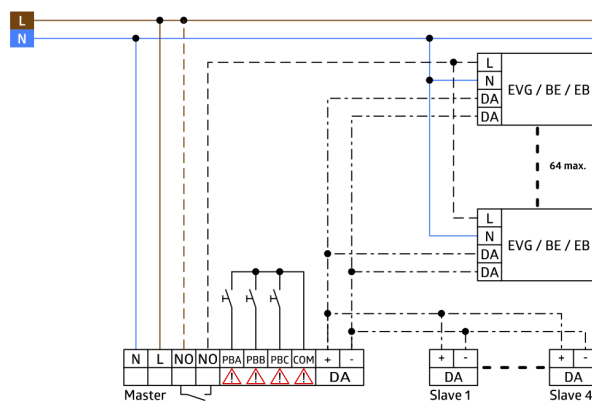 L
N
L
N
DA
DA
EVG / BE / EB
64 max.
L
N
DA
DA
EVG / BE / EB
N L NO NO PBA PBB PBC COM + -
DA
Master
+ -
DA
Slave 1
+ -
DA
Slave 4